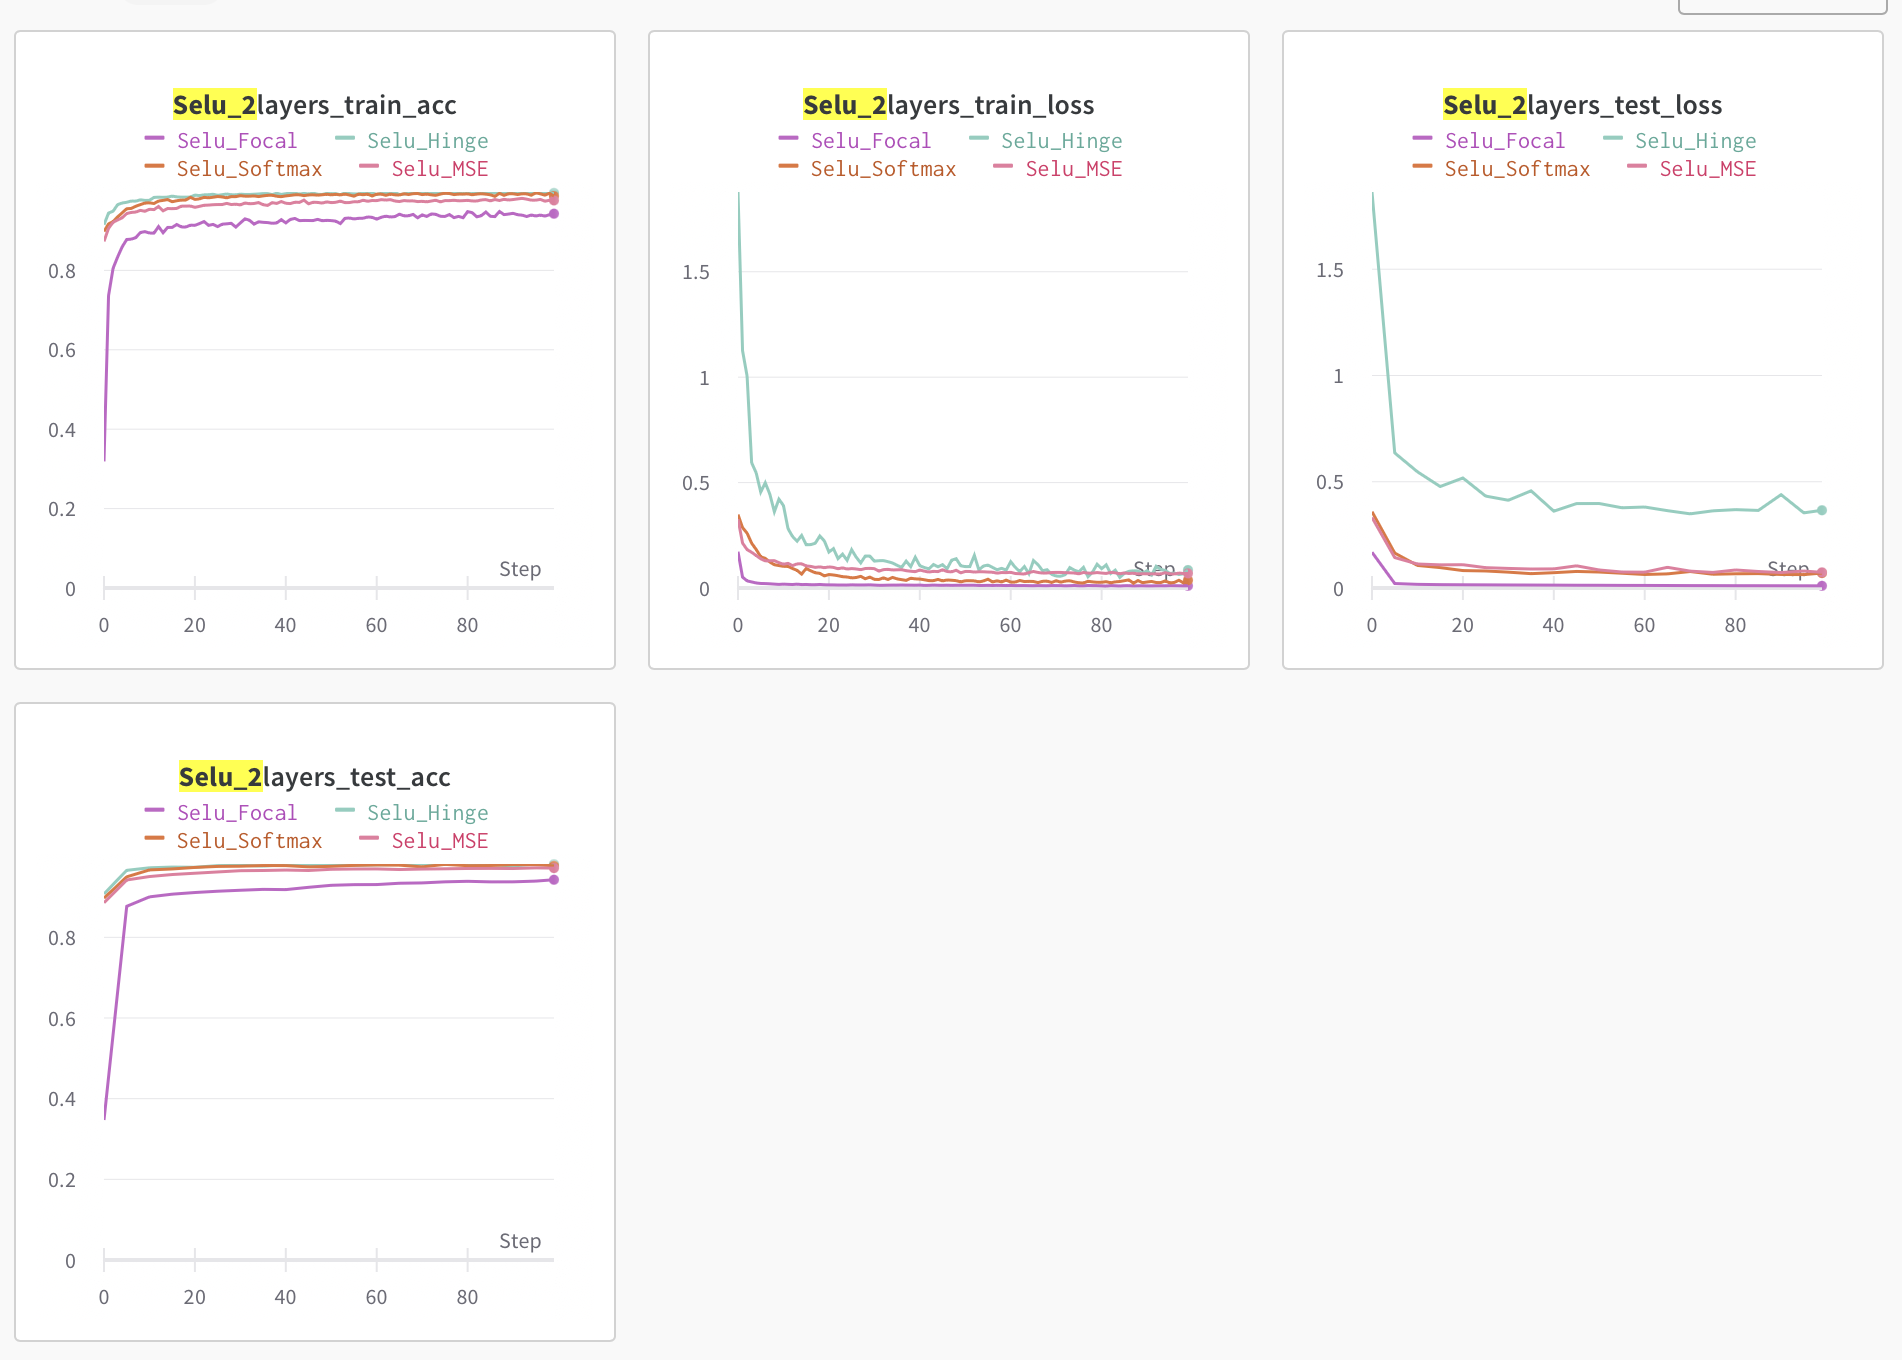 Selu_2layers_train_acc
Selu_Focal Selu_Hinge
Selu_Softmax Selu_MSE
0.8
0.6
0.4
0.2
Step
0
0 20 40 60 80
Selu_2layers_train_loss
Selu_Focal Selu_Hinge
Selu_Softmax Selu_MSE
1.5
1
0.5
Step
0
0 20 40 60 80
Selu_2layers_test_loss
Selu_Focal Selu_Hinge
Selu_Softmax Selu_MSE
1.5
1
0.5
Step
0
0 20 40 60 80
Selu_2layers_test_acc
Selu_Focal Selu_Hinge
Selu_Softmax Selu_MSE
0.8
0.6
0.4
0.2
Step
0
0 20 40 60 80